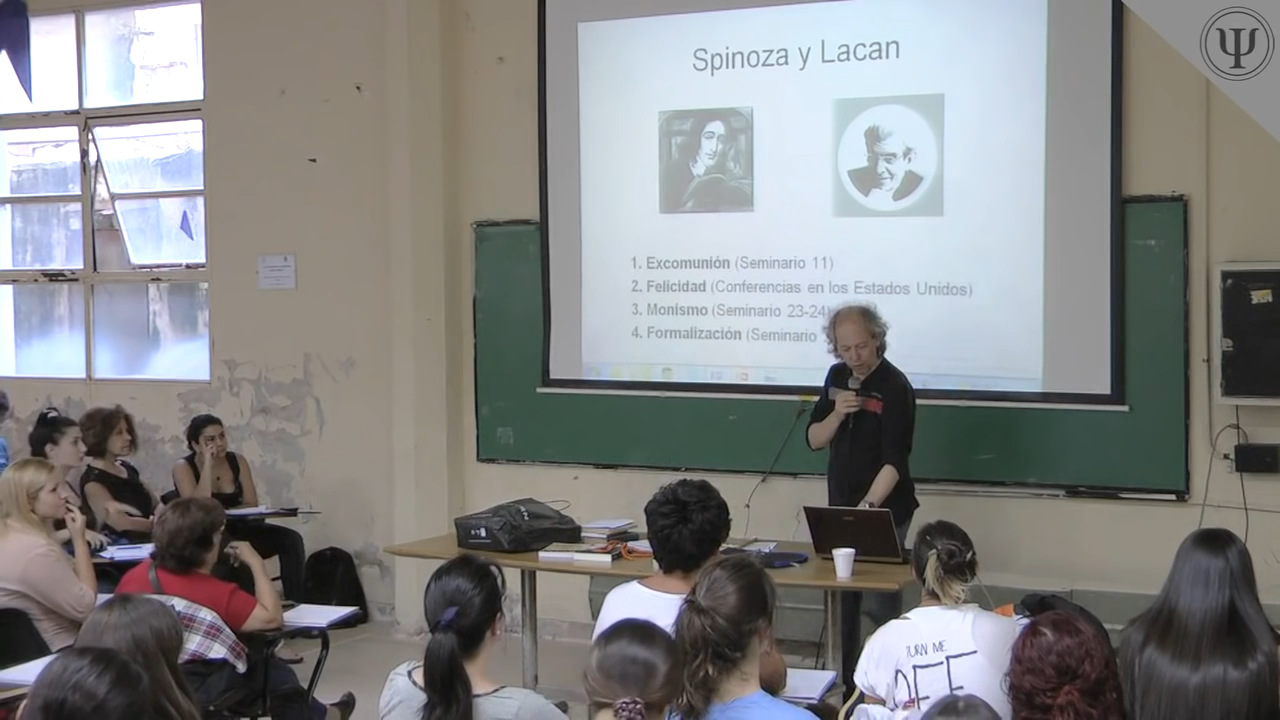 Spinoza y Lacan
1. Excomunión (Seminario 11)
2. Felicidad (Conferencias en los Estados Unidos)
3. Monismo (Seminario 23-24)
4. Formalización (Seminario
TURN ME
OFF
Ψ